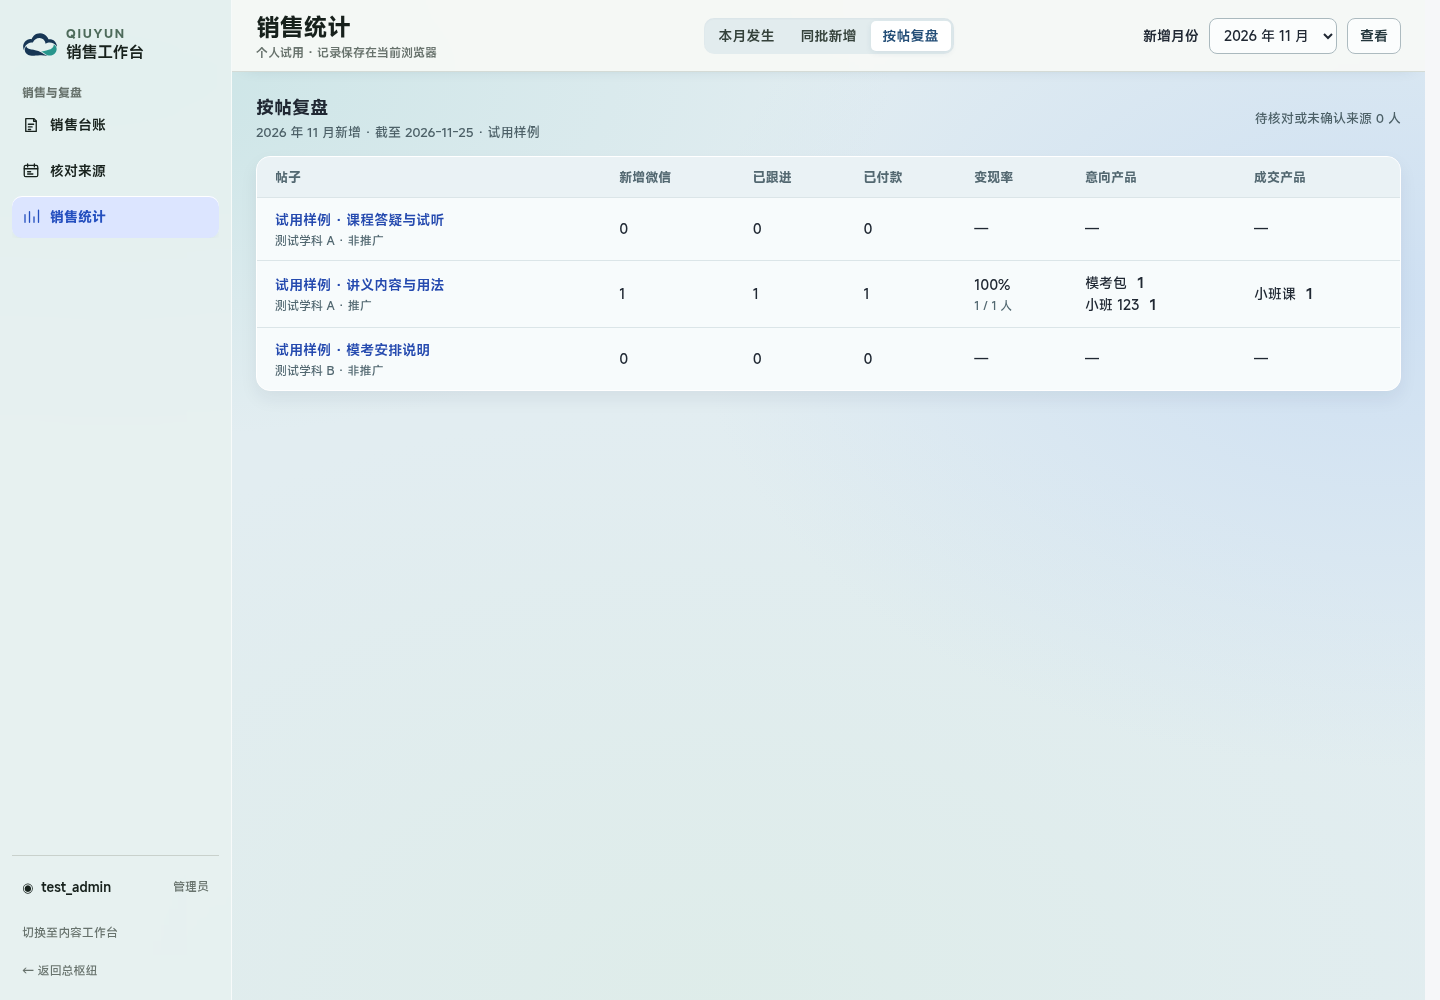 QIUYUN
销售工作台
销售与复盘
销售台账
核对来源
销售统计
test_admin 管理员
切换至内容工作台
← 返回总枢纽
销售统计
个人试用 · 记录保存在当前浏览器
本月发生 同批新增 按帖复盘
新增月份 2026 年 11 月 查看
按帖复盘
2026 年 11 月新增 · 截至 2026-11-25 · 试用样例
待核对或未确认来源 0 人
帖子 新增微信 已跟进 已付款 变现率 意向产品 成交产品
试用样例 · 课程答疑与试听
测试学科 A · 非推广
0 0 0 — — —
试用样例 · 讲义内容与用法
测试学科 A · 推广
1 1 1
100%
1 / 1 人
模考包 1
小班 123 1
小班课 1
试用样例 · 模考安排说明
测试学科 B · 非推广
0 0 0 — — —